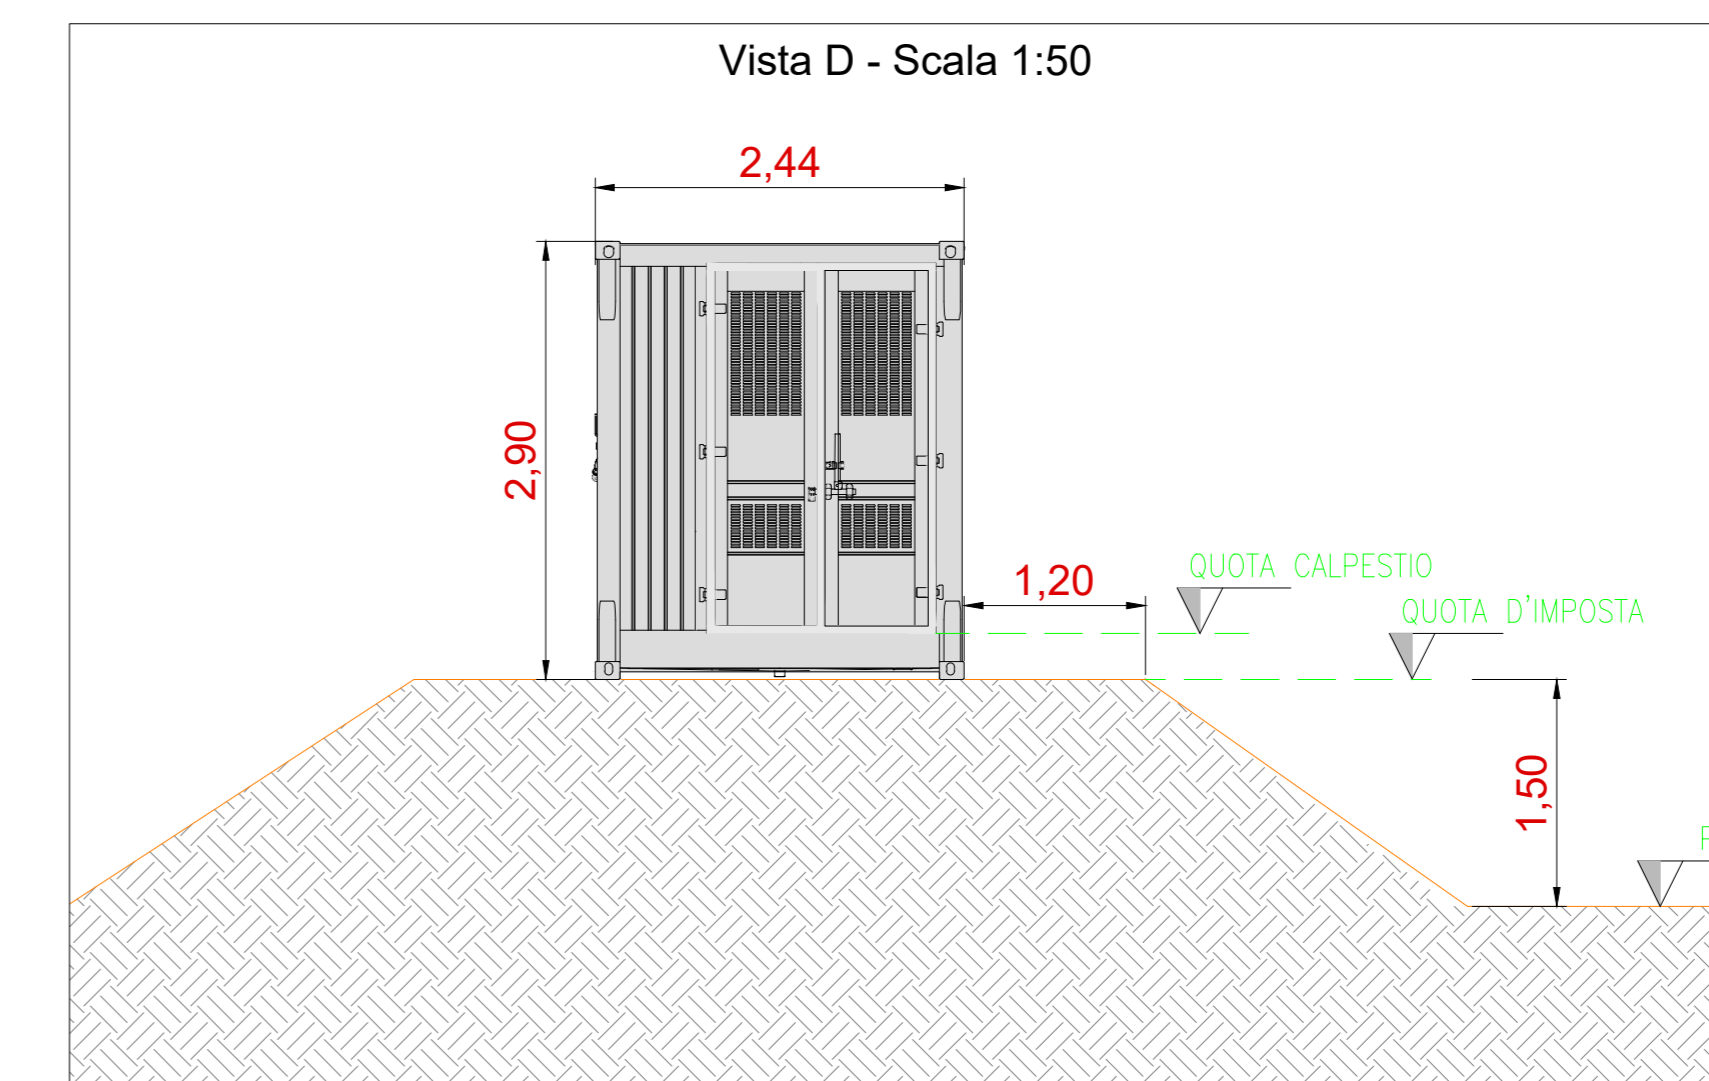 Vista D - Scala 1:50
2,44
2,90
1,20
QUOTA CALPESTIO
QUOTA D'IMPOSTA
1,50